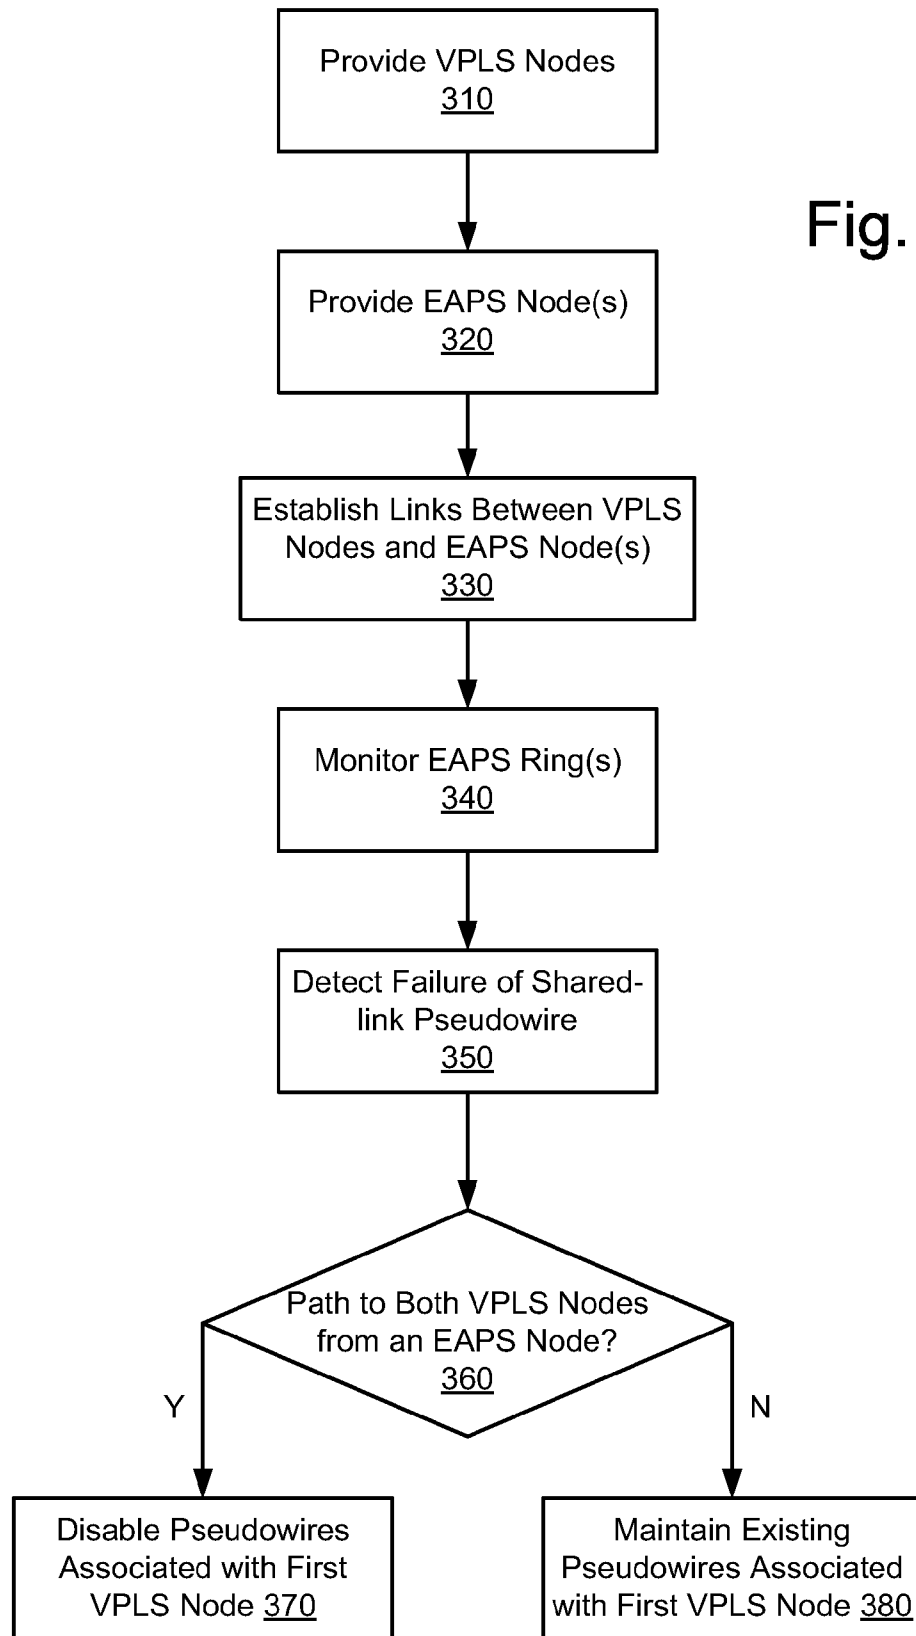 Provide VPLS Nodes
310
Fig.
Provide EAPS Node(s)
320
Establish Links Between VPLS
Nodes and EAPS Node(s)
330
Monitor EAPS Ring(s)
340
Detect Failure of Shared-
link Pseudowire
350
Path to Both VPLS Nodes
from an EAPS Node?
360
Y
N
Disable Pseudowires
Associated with First
VPLS Node 370
Maintain Existing
Pseudowires Associated
with First VPLS Node 380